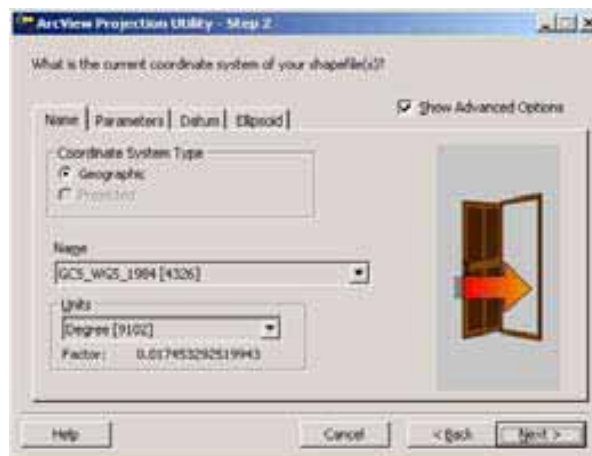 ArcView Projection Utility - Step 2
What is the current coordinate system of your shapefile(s)?
Show Advanced Options
Name Parameters Datum Ellipsoid
Coordinate System Type
Geographic
Projected
Name
GCS_WGS_1984 [4326]
Units
Degree [9102]
Factor: 0.017453292519943
Help Cancel < Back Next >